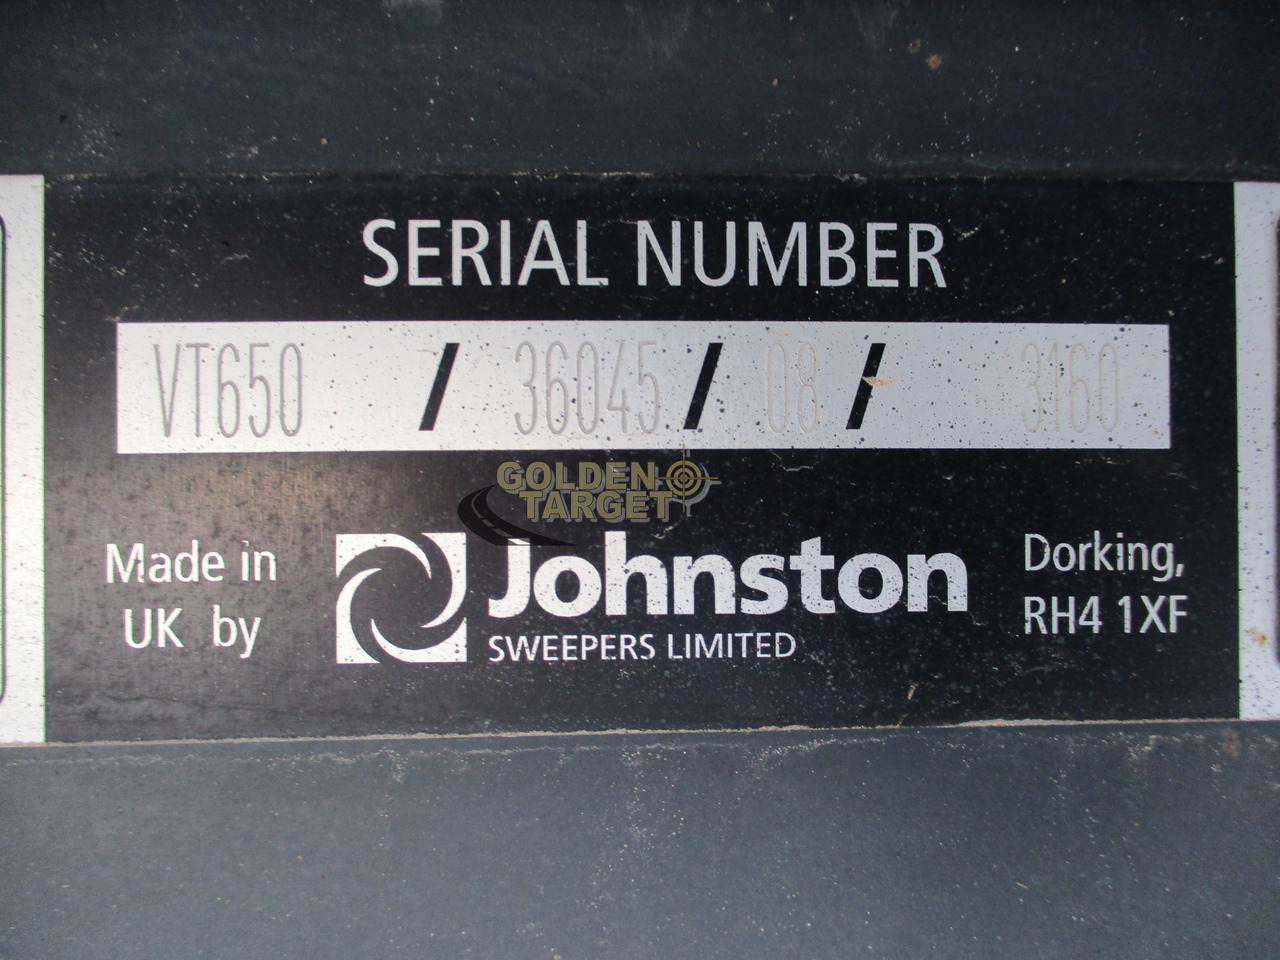 SERIAL NUMBER
VT650 / 36045 / 08 / 3160
GOLDEN
TARGET
Made in
UK by
Johnston
SWEEPERS LIMITED
Dorking,
RH4 1XF